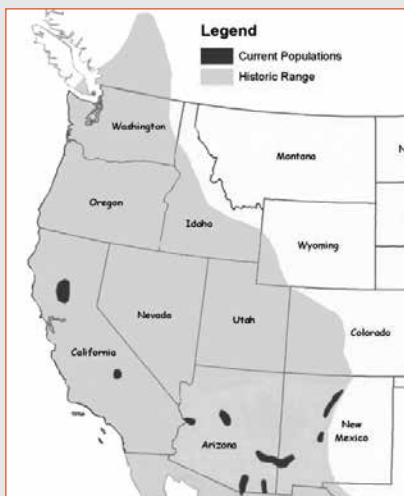 Legend
Current Populations
Historic Range
Washington
Montana
N
Oregon
Idaho
Wyoming
Nevada
Utah
Colorado
California
Arizona
New
Mexico